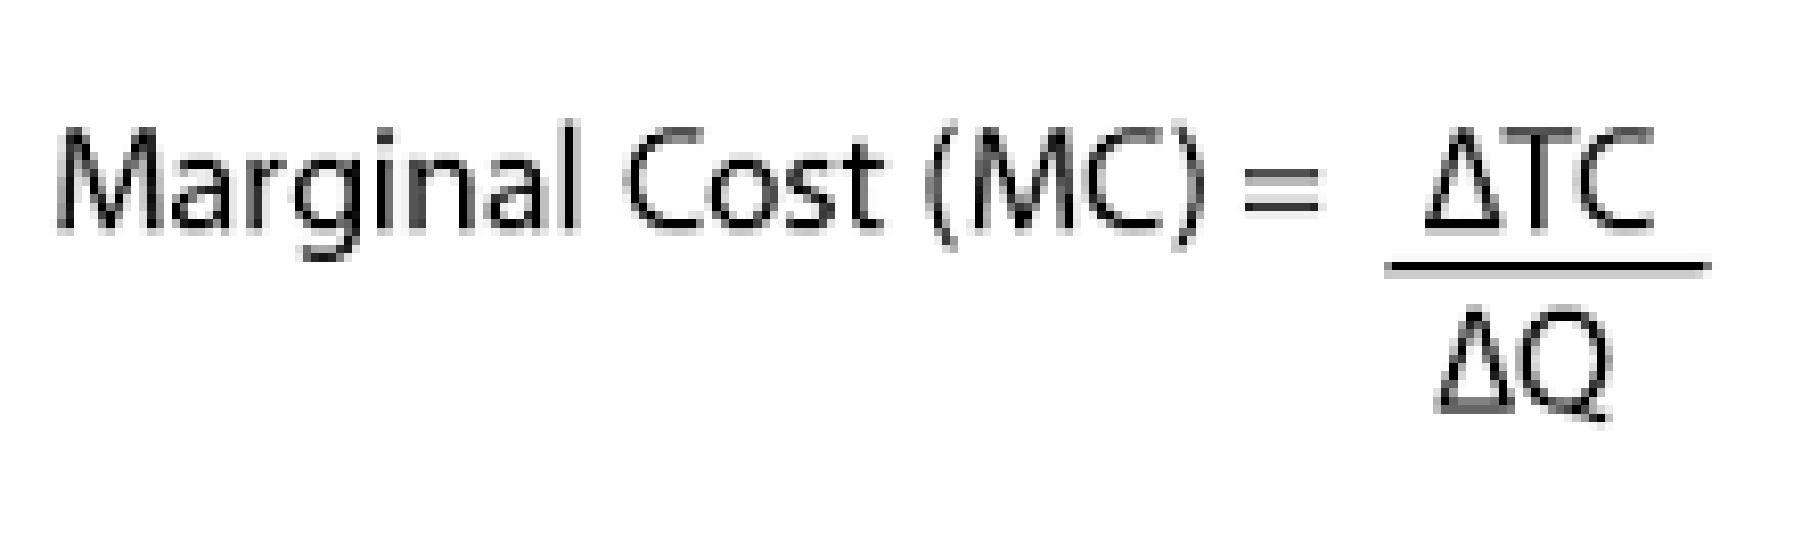 Marginal Cost (MC) = ΔTC
ΔQ